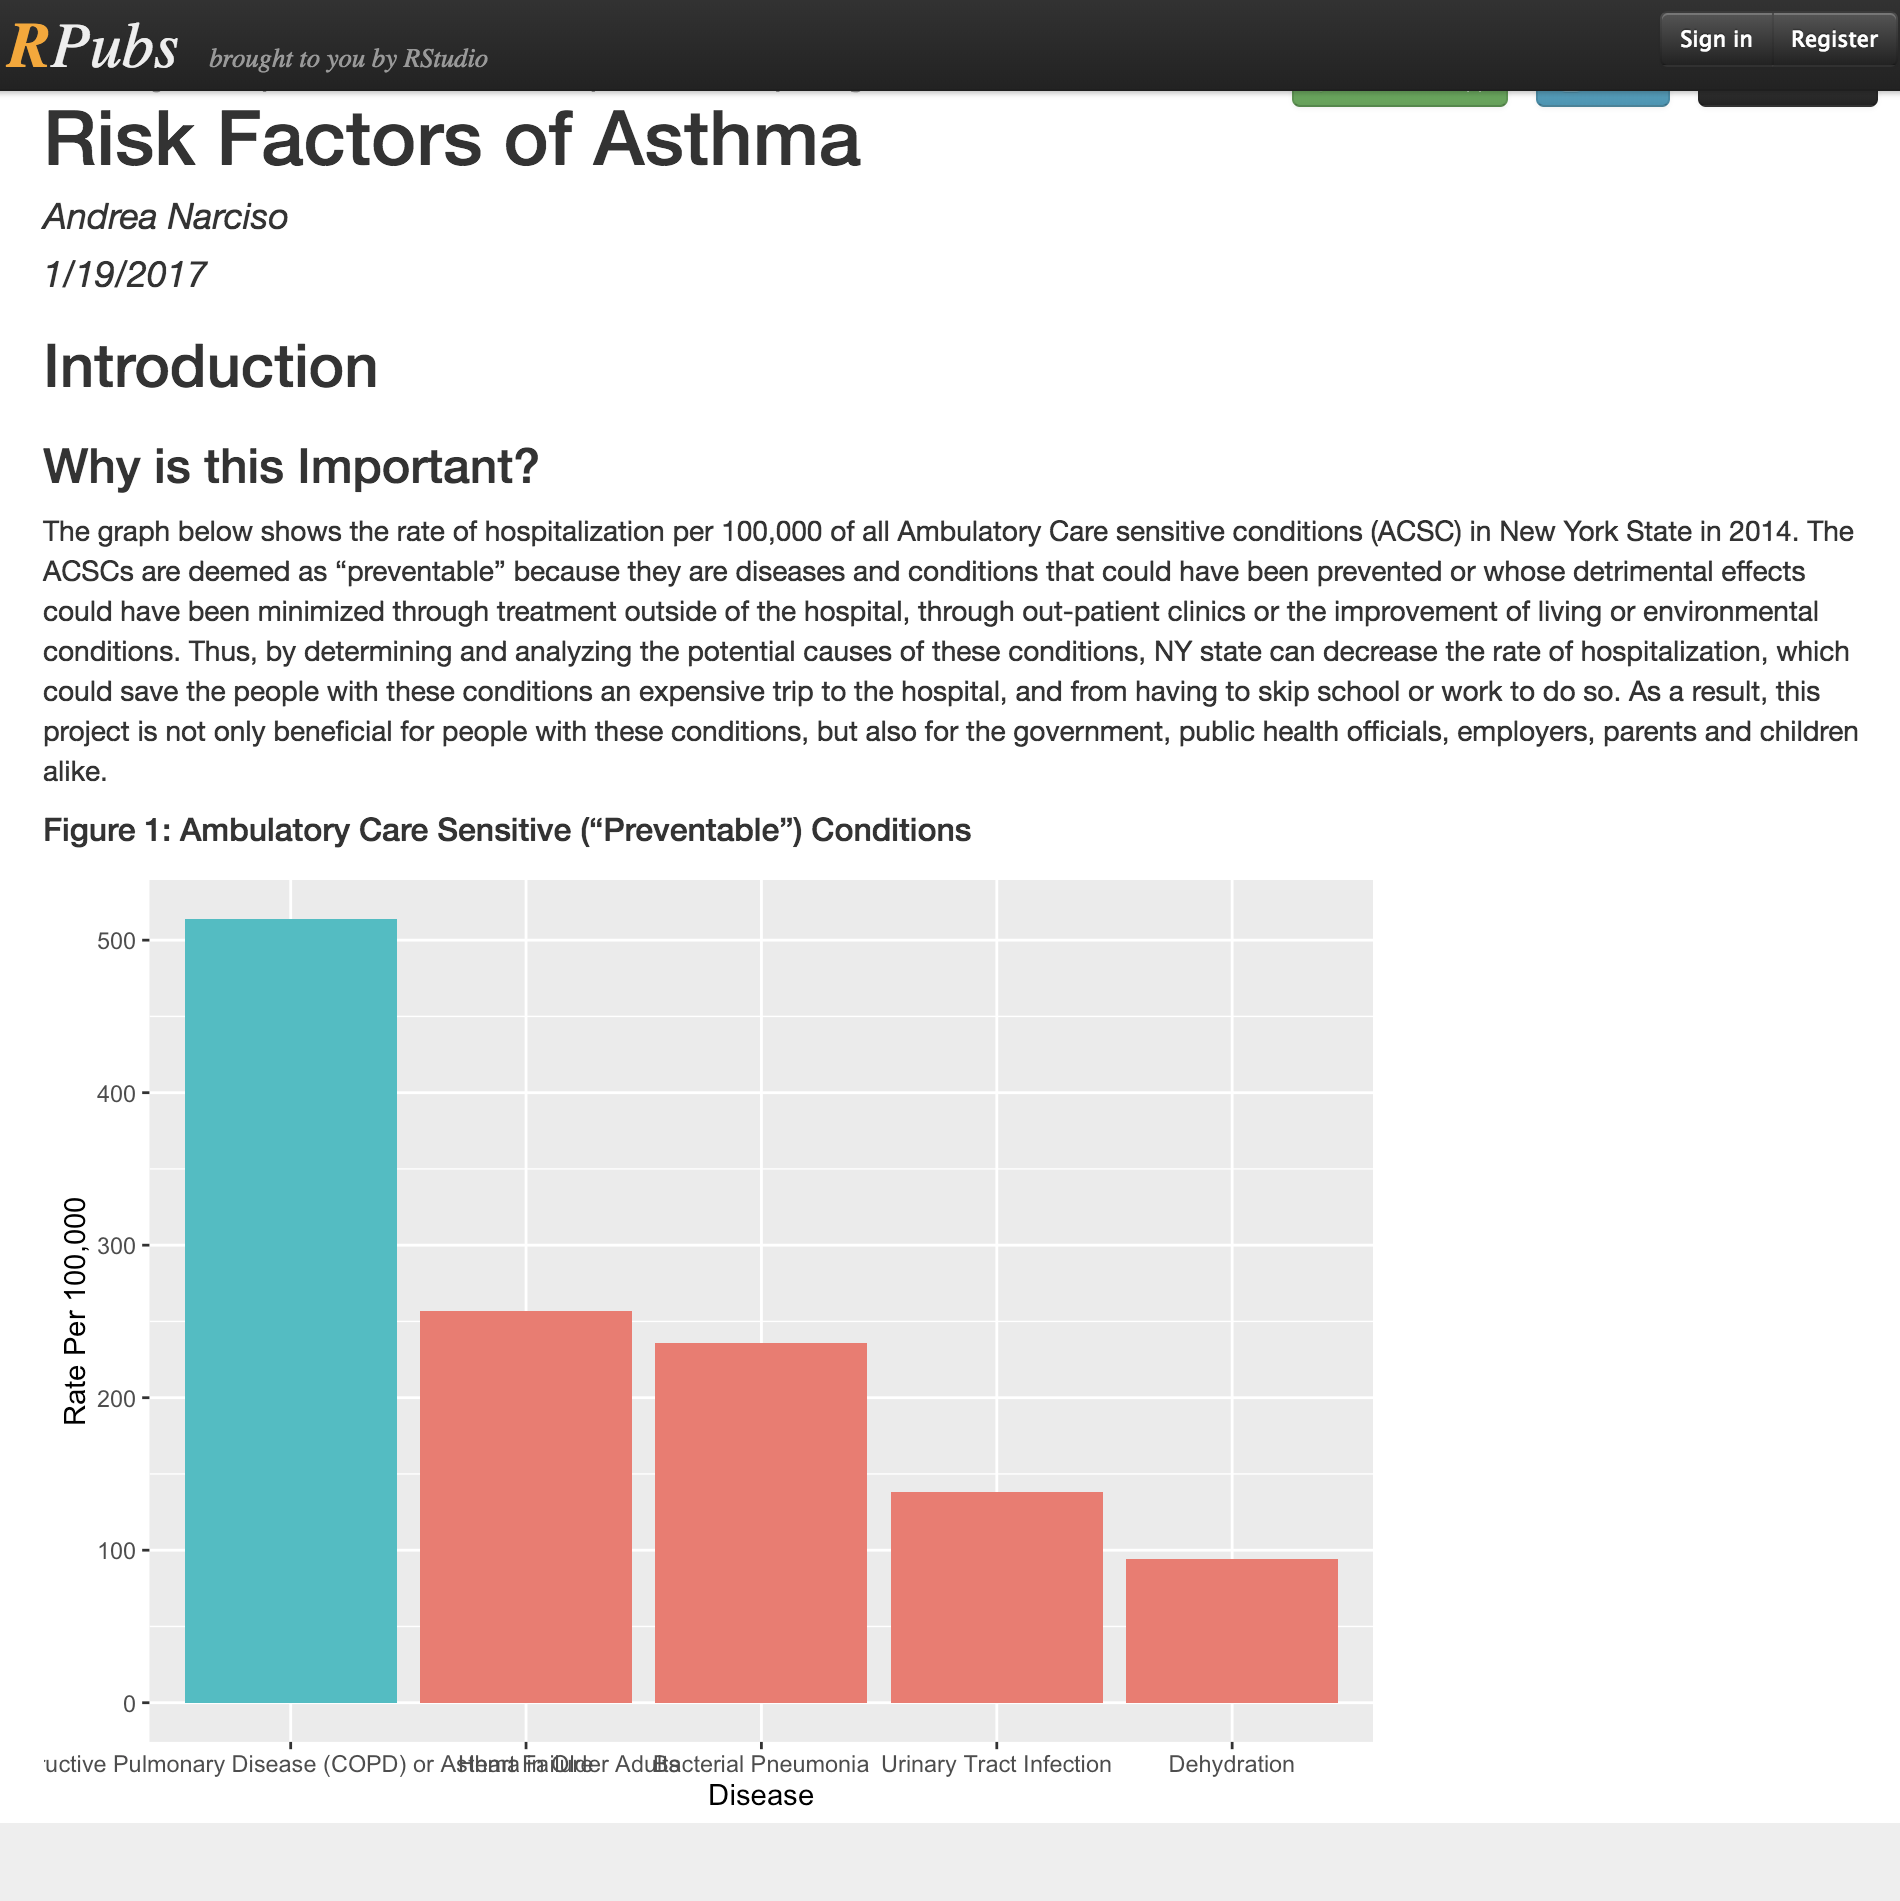 RPubs brought to you by RStudio
Sign in Register
Risk Factors of Asthma
Andrea Narciso
1/19/2017
Introduction
Why is this Important?
The graph below shows the rate of hospitalization per 100,000 of all Ambulatory Care sensitive conditions (ACSC) in New York State in 2014. The
ACSCs are deemed as “preventable” because they are diseases and conditions that could have been prevented or whose detrimental effects
could have been minimized through treatment outside of the hospital, through out-patient clinics or the improvement of living or environmental
conditions. Thus, by determining and analyzing the potential causes of these conditions, NY state can decrease the rate of hospitalization, which
could save the people with these conditions an expensive trip to the hospital, and from having to skip school or work to do so. As a result, this
project is not only beneficial for people with these conditions, but also for the government, public health officials, employers, parents and children
alike.
Figure 1: Ambulatory Care Sensitive (“Preventable”) Conditions
500
400
300
200
100
0
Rate Per 100,000
Pulmonary Disease (COPD) or Asthma in Older Adults
Heart Failure
Bacterial Pneumonia
Urinary Tract Infection
Dehydration
Disease